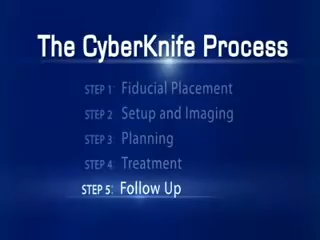 The CyberKnife Process
STEP 1: Fiducial Placement
STEP 2: Setup and Imaging
STEP 3: Planning
STEP 4: Treatment
STEP 5: Follow Up